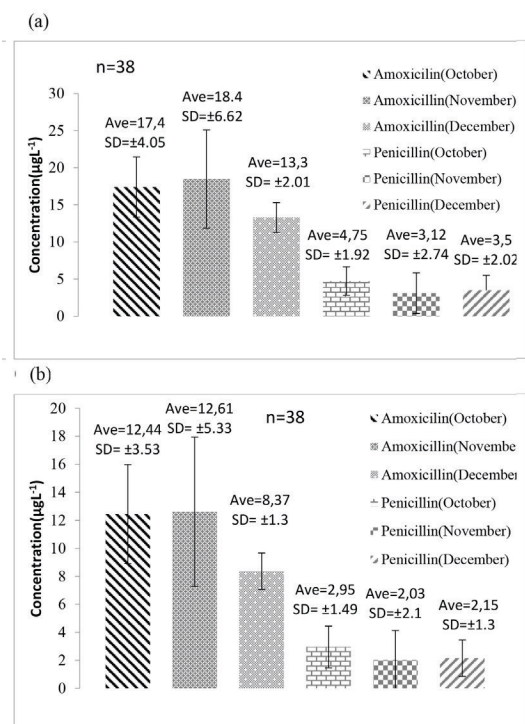 (a)
n=38
Ave=17,4
SD= ±4.05
Ave=18.4
SD= ±6.62
Ave=13,3
SD= ±2.01
Ave=4,75
SD= ±1.92
Ave=3,12
SD= ±2.74
Ave=3,5
SD= ±2.02
Amoxicilin(October)
Amoxicillin(November)
Amoxicillin(December)
Penicillin(October)
Penicillin(November)
Penicillin(December)
Concentration(µgL-1)
30
25
20
15
10
5
0
(b)
n=38
Ave=12,44
SD= ±3.53
Ave=12,61
SD= ±5.33
Ave=8,37
SD= ±1.3
Ave=2,95
SD= ±1.49
Ave=2,03
SD= ±2.1
Ave=2,15
SD= ±1.3
Amoxicilin(October)
Amoxicillin(Novembe
Amoxicillin(December
Penicillin(October)
Penicillin(November)
Penicillin(December)
Concentration(µgL-1)
20
18
16
14
12
10
8
6
4
2
0